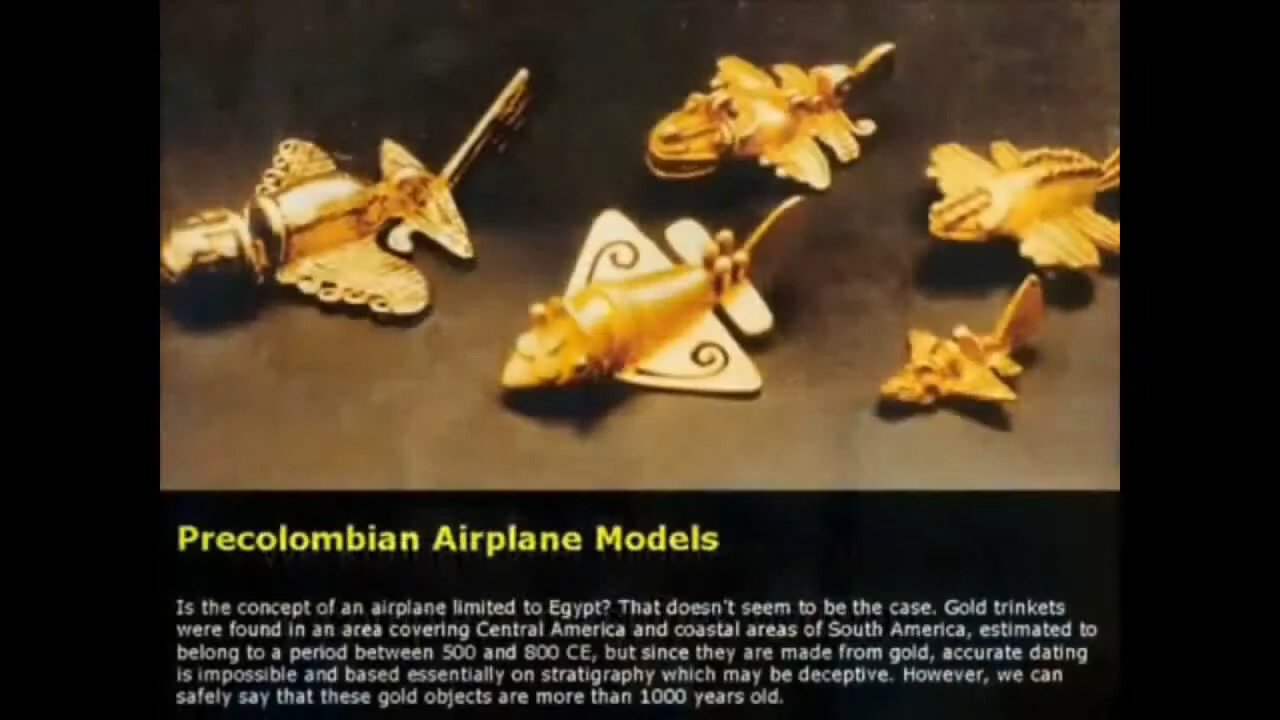 Precolombian Airplane Models
Is the concept of an airplane limited to Egypt? That doesn't seem to be the case. Gold trinkets
were found in an area covering Central America and coastal areas of South America, estimated to
belong to a period between 500 and 800 CE, but since they are made from gold, accurate dating
is impossible and based essentially on stratigraphy which may be deceptive. However, we can
safely say that these gold objects are more than 1000 years old.